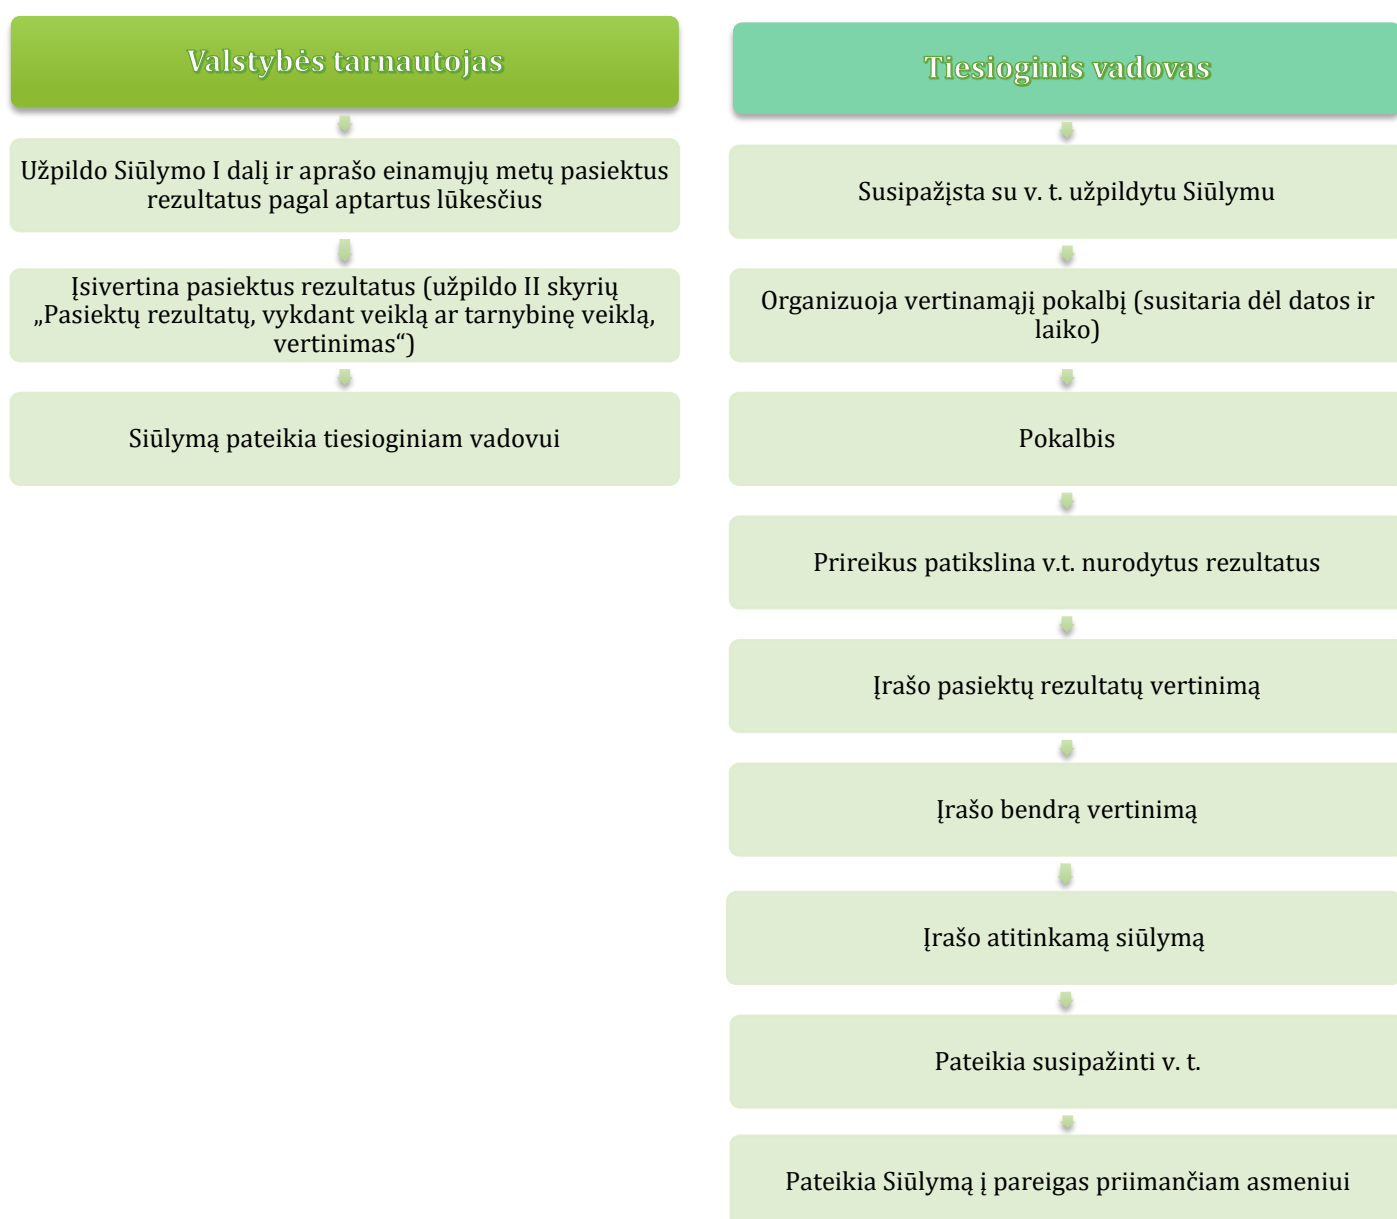 Valstybės tarnautojas
Užpildo Siūlymo I dalį ir aprašo einamųjų metų pasiektus
rezultatus pagal aptartus lūkesčius
Įsivertina pasiektus rezultatus (užpildo II skyrių
„Pasiektų rezultatų, vykdant veiklą ar tarnybinę veiklą,
vertinimas“)
Siūlymą pateikia tiesioginiam vadovui
Tiesioginis vadovas
Susipažįsta su v. t. užpildytu Siūlymu
Organizuoja vertinamąjį pokalbį (susitaria dėl datos ir
laiko)
Pokalbis
Prireikus patikslina v.t. nurodytus rezultatus
Įrašo pasiektų rezultatų vertinimą
Įrašo bendrą vertinimą
Įrašo atitinkamą siūlymą
Pateikia susipažinti v. t.
Pateikia Siūlymą į pareigas priimančiam asmeniui